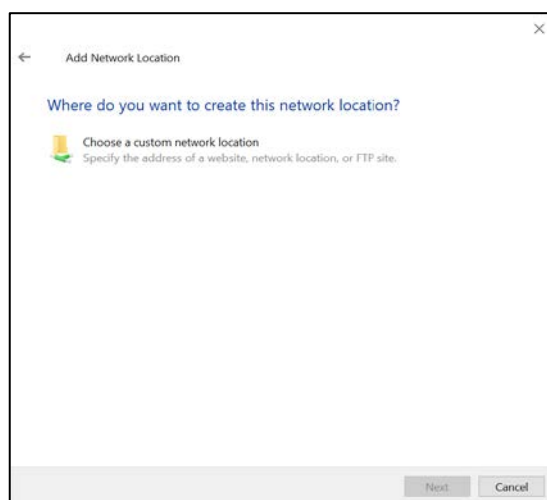 Add Network Location
Where do you want to create this network location?
Choose a custom network location
Specify the address of a website, network location, or FTP site.
Next
Cancel